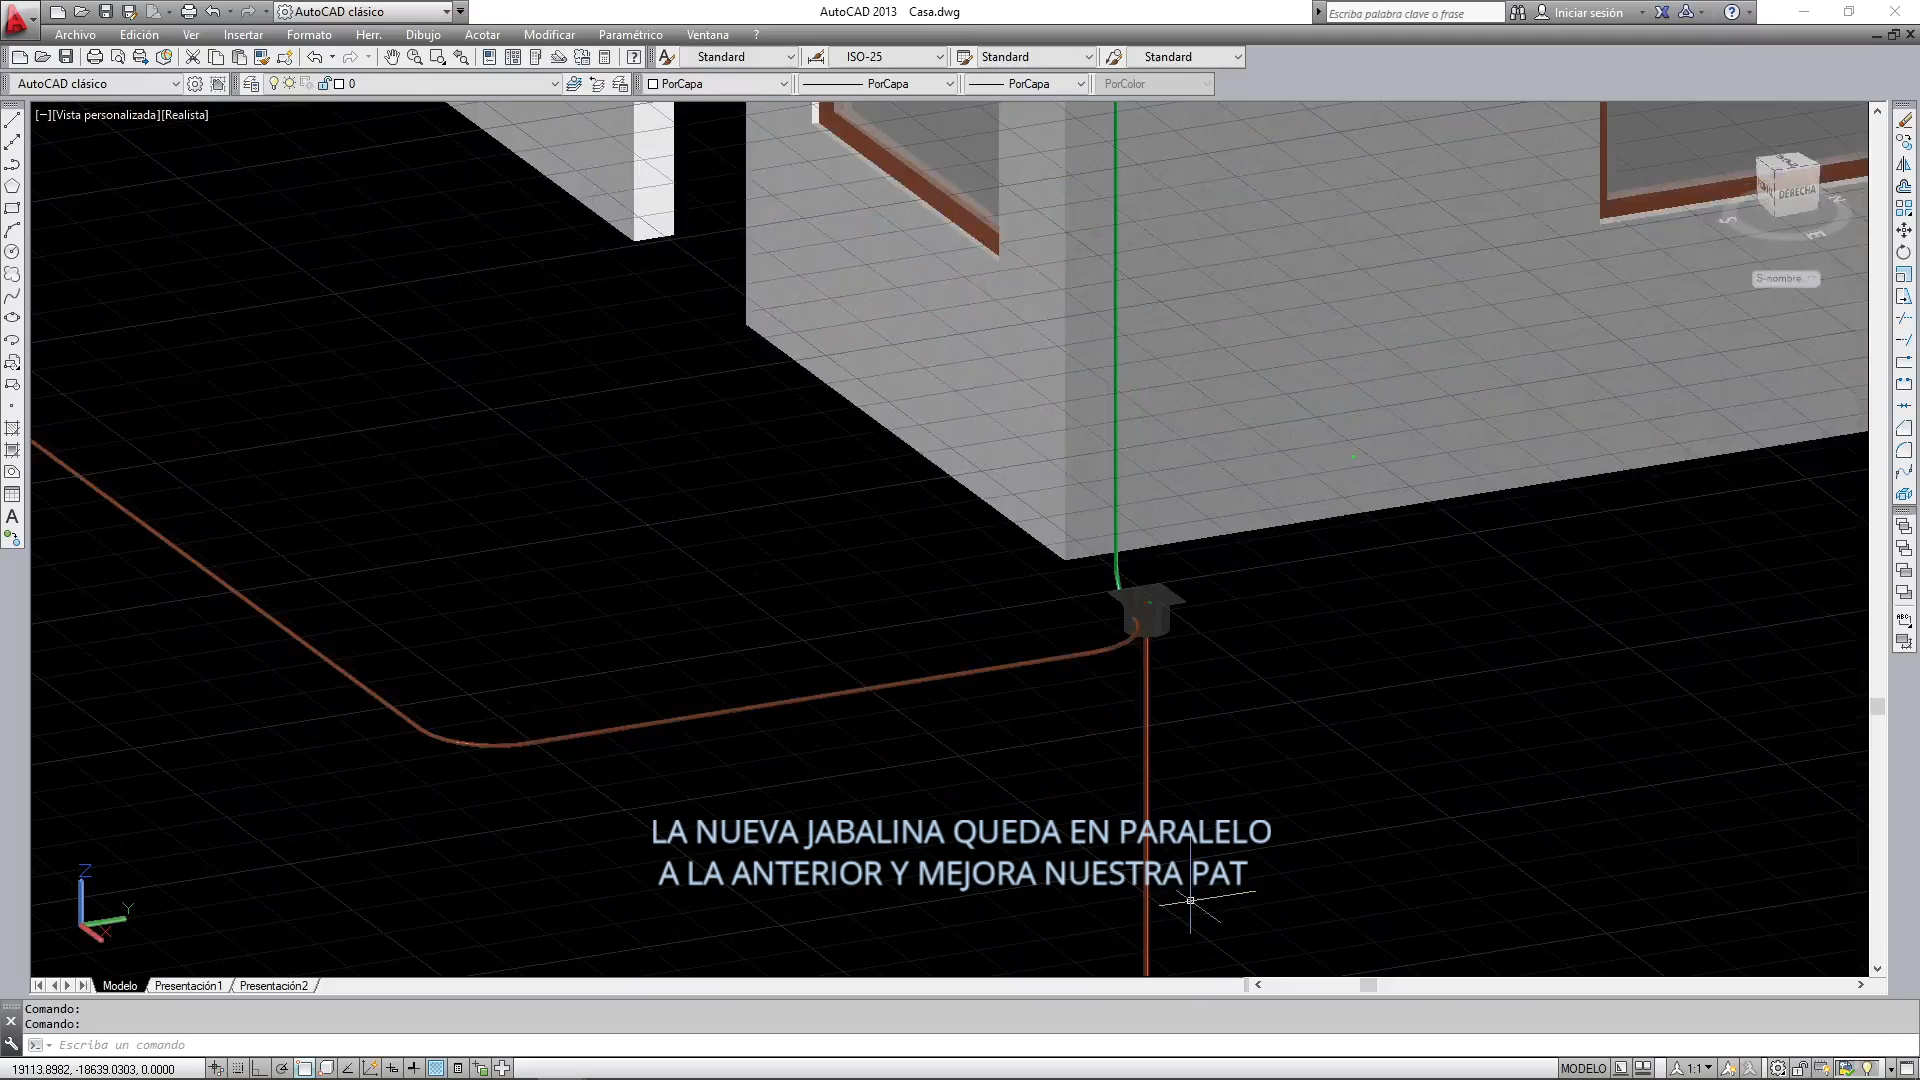 AutoCAD clásico
AutoCAD 2013 Casa.dwg
Escriba palabra clave o frase
Iniciar sesión
Archivo Edición Ver Insertar Formato Herr. Dibujo Acotar Modificar Paramétrico Ventana ?
Standard ISO-25 Standard Standard
AutoCAD clásico 0 PorCapa PorCapa PorCapa PorColor
[−][Vista personalizada][Realista]
DERECHA
S N E
S-nombre
LA NUEVA JABALINA QUEDA EN PARALELO
A LA ANTERIOR Y MEJORA NUESTRA PAT
Z
Y
X
Modelo Presentación1 Presentación2
Comando:
Comando:
Escriba un comando
19113.8982, -18639.0303, 0.0000 MODELO 1:1